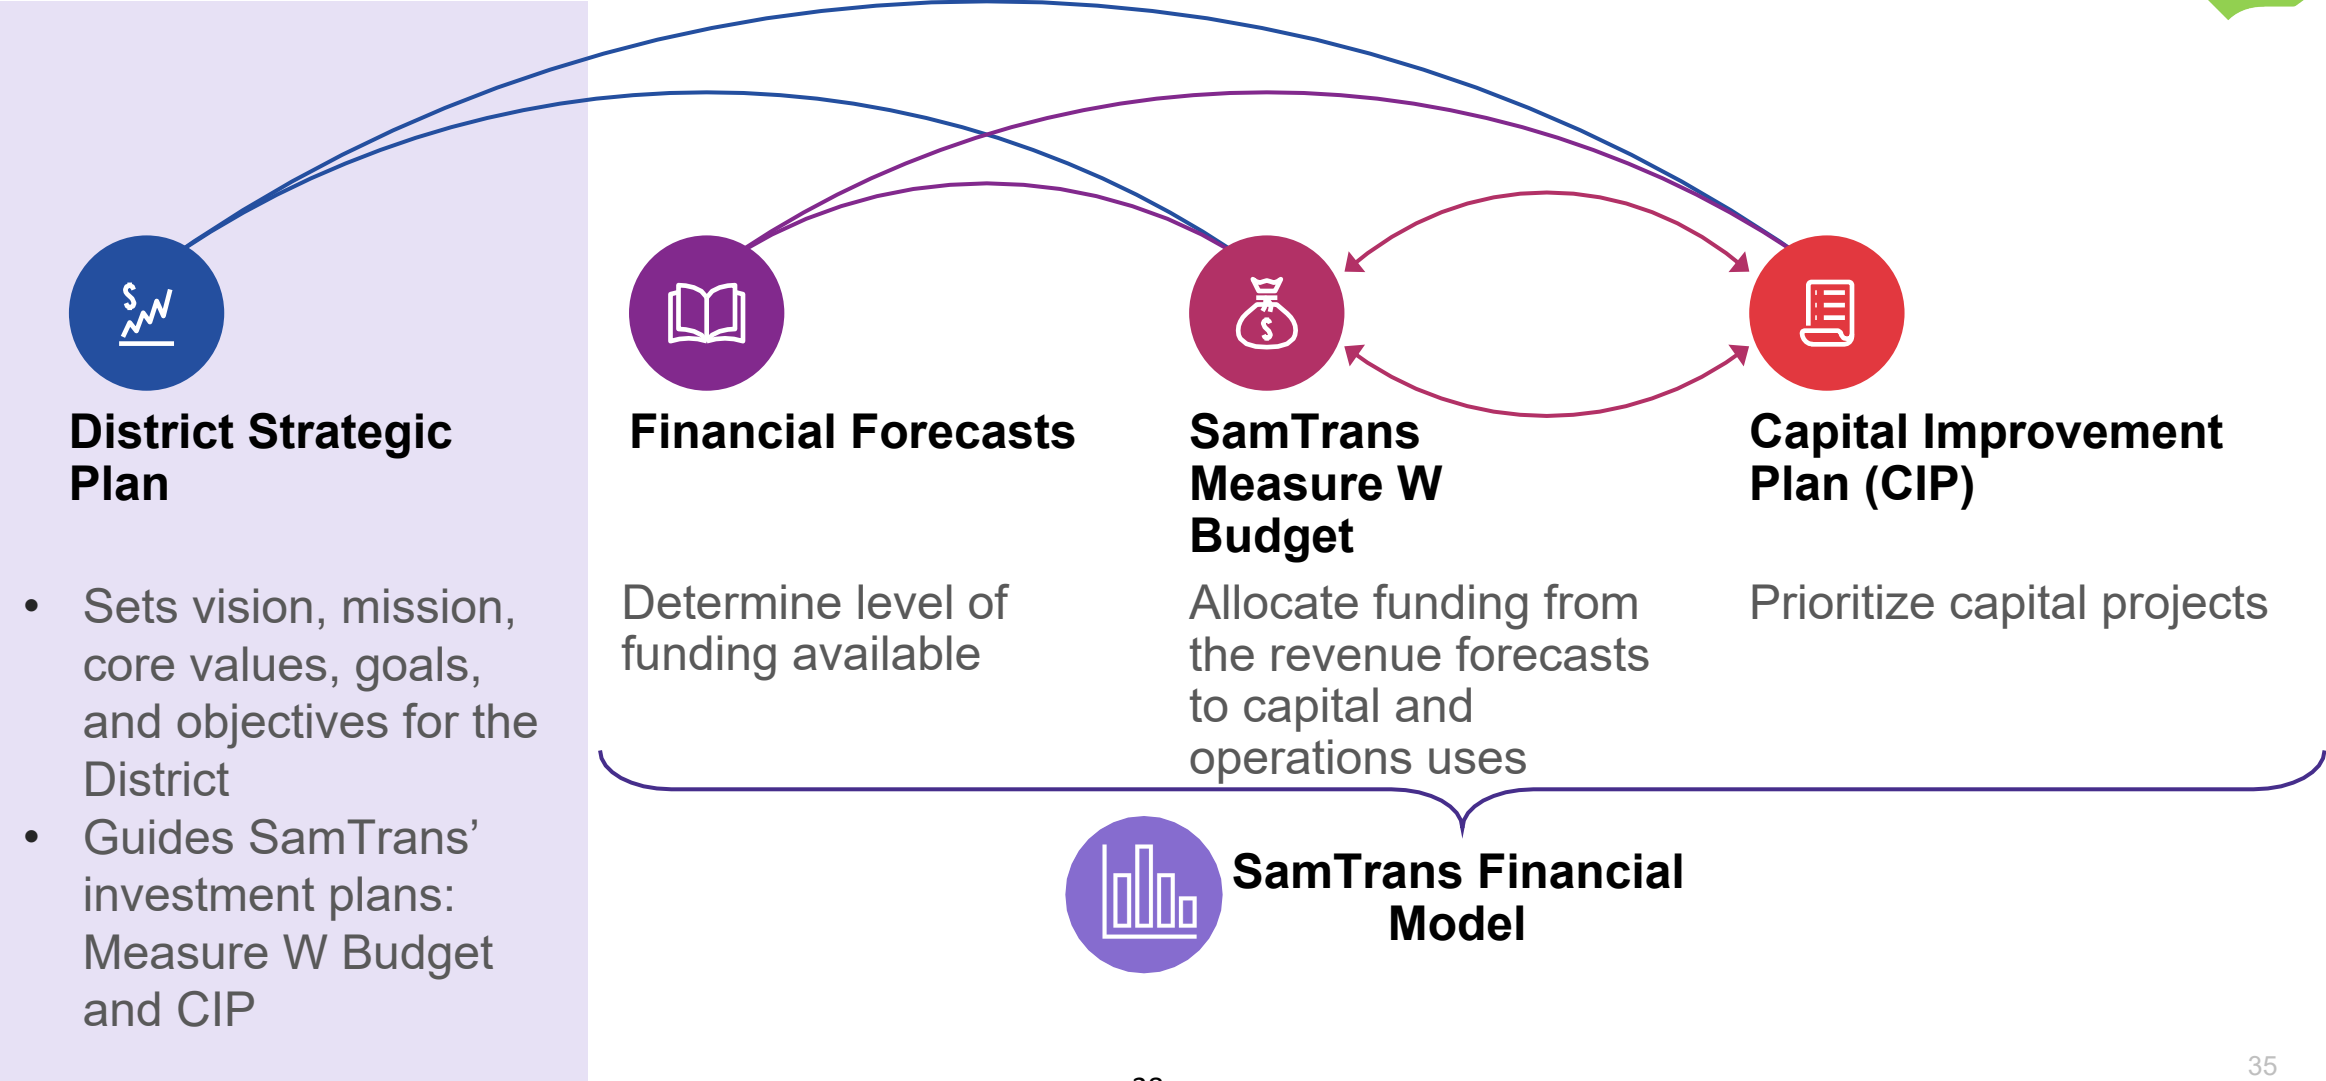 District Strategic
Plan
• Sets vision, mission,
core values, goals,
and objectives for the
District
• Guides SamTrans’
investment plans:
Measure W Budget
and CIP
Financial Forecasts
Determine level of
funding available
SamTrans
Measure W
Budget
Allocate funding from
the revenue forecasts
to capital and
operations uses
Capital Improvement
Plan (CIP)
Prioritize capital projects
SamTrans Financial
Model
35